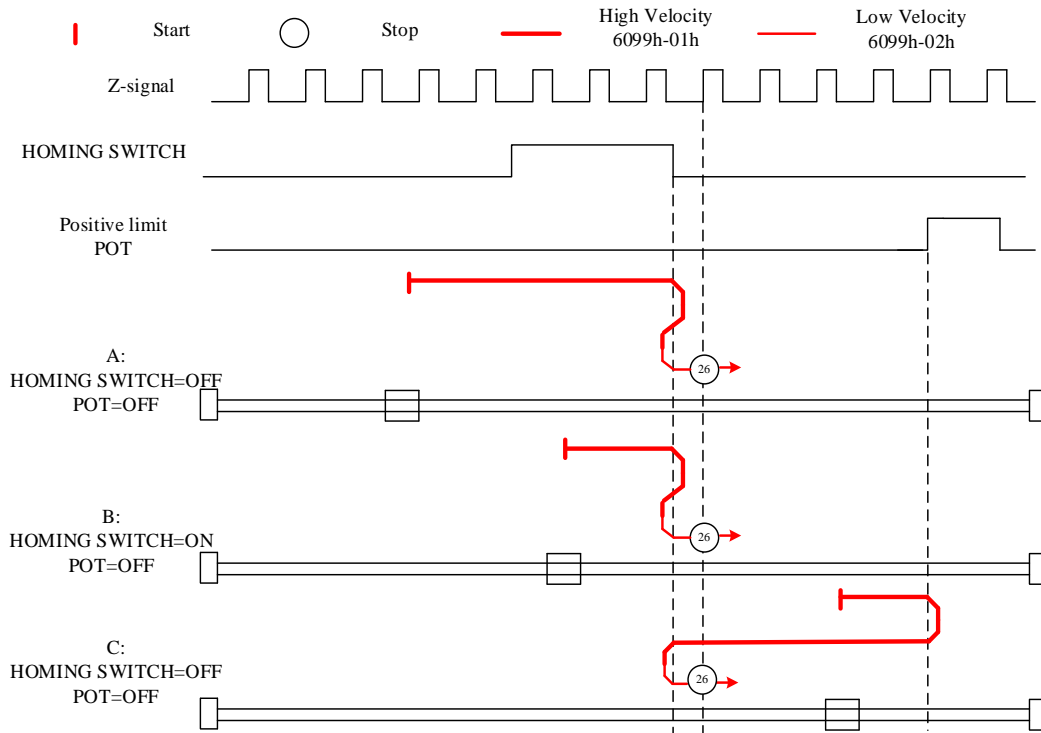 Start
Stop
High Velocity
6099h-01h
Low Velocity
6099h-02h
Z-signal
HOMING SWITCH
Positive limit
POT
A:
HOMING SWITCH=OFF
POT=OFF
26
B:
HOMING SWITCH=ON
POT=OFF
26
C:
HOMING SWITCH=OFF
POT=OFF
26